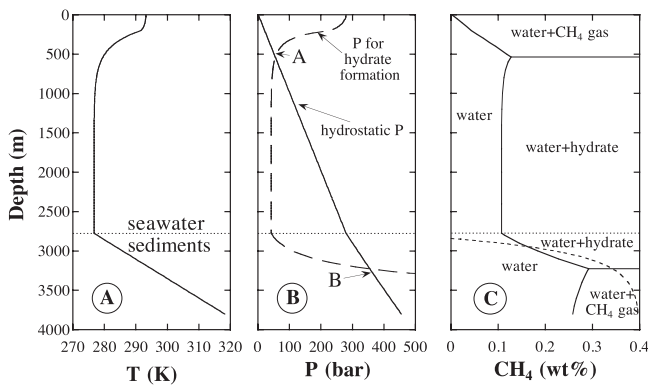 Depth (m)
0
500
1000
1500
2000
2500
3000
3500
4000
seawater
sediments
A
270 280 290 300 310 320
T (K)
P for
hydrate
formation
A
hydrostatic P
B
B
0 100 200 300 400 500
P (bar)
water+CH₄ gas
water
water+hydrate
water+hydrate
water
water+
CH₄ gas
C
0 0.1 0.2 0.3 0.4
CH₄ (wt%)